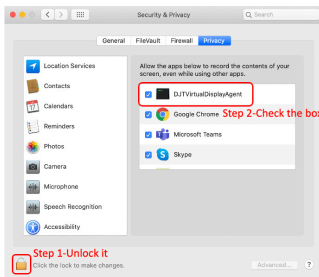 Security & Privacy
Search
General FileVault Firewall Privacy
Location Services
Contacts
Calendars
Reminders
Photos
Camera
Microphone
Speech Recognition
Accessibility
Allow the apps below to record the contents of your
screen, even while using other apps.
DJTVirtualDisplayAgent
Google Chrome
Step 2-Check the box
Microsoft Teams
Skype
Step 1-Unlock it
Click the lock to make changes.
Advanced...
?